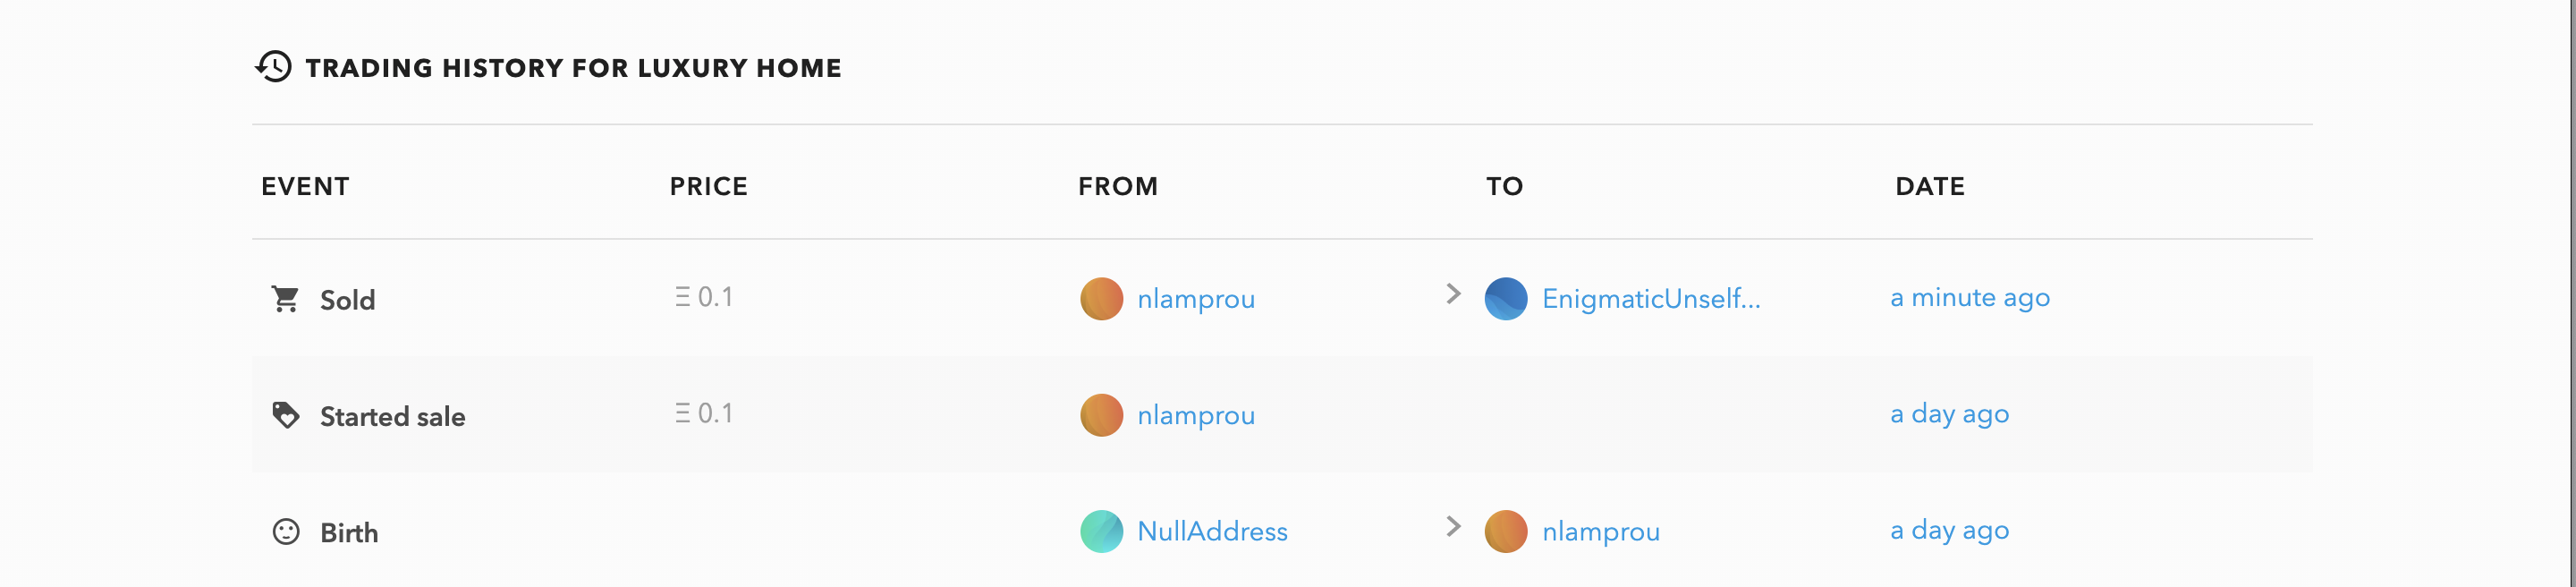 TRADING HISTORY FOR LUXURY HOME
EVENT PRICE FROM TO DATE
Sold Ξ 0.1 nlamprou > EnigmaticUnself... a minute ago
Started sale Ξ 0.1 nlamprou a day ago
Birth NullAddress > nlamprou a day ago